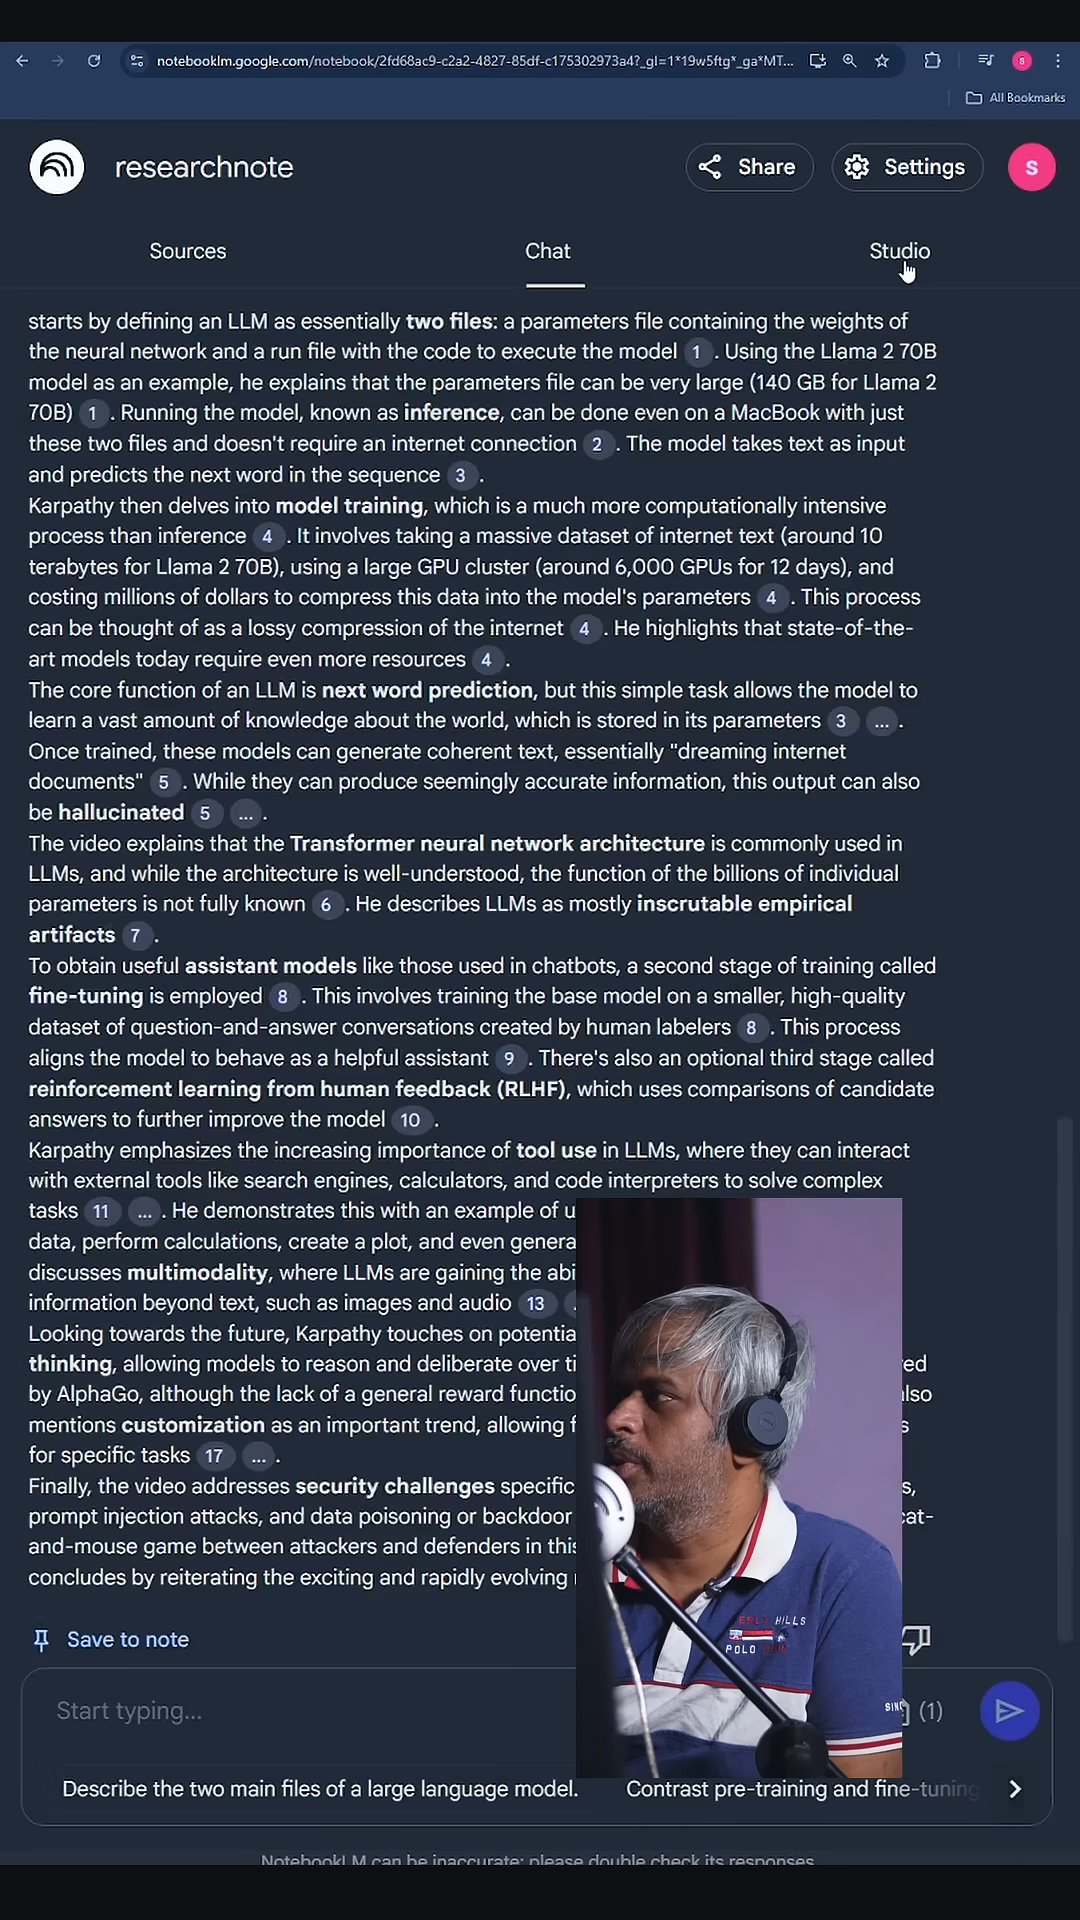 notebooklm.google.com/notebook/2fd68ac9-c2a2-4827-85df-c175302973a4?_gl=1*19w5ftg*_ga*MT...
S
All Bookmarks
researchnote
Share
Settings
S
Sources
Chat
Studio
starts by defining an LLM as essentially two files: a parameters file containing the weights of
the neural network and a run file with the code to execute the model 1 . Using the Llama 2 70B
model as an example, he explains that the parameters file can be very large (140 GB for Llama 2
70B) 1 . Running the model, known as inference, can be done even on a MacBook with just
these two files and doesn't require an internet connection 2 . The model takes text as input
and predicts the next word in the sequence 3 .
Karpathy then delves into model training, which is a much more computationally intensive
process than inference 4 . It involves taking a massive dataset of internet text (around 10
terabytes for Llama 2 70B), using a large GPU cluster (around 6,000 GPUs for 12 days), and
costing millions of dollars to compress this data into the model's parameters 4 . This process
can be thought of as a lossy compression of the internet 4 . He highlights that state-of-the-
art models today require even more resources 4 .
The core function of an LLM is next word prediction, but this simple task allows the model to
learn a vast amount of knowledge about the world, which is stored in its parameters 3 ... .
Once trained, these models can generate coherent text, essentially "dreaming internet
documents" 5 . While they can produce seemingly accurate information, this output can also
be hallucinated 5 ... .
The video explains that the Transformer neural network architecture is commonly used in
LLMs, and while the architecture is well-understood, the function of the billions of individual
parameters is not fully known 6 . He describes LLMs as mostly inscrutable empirical
artifacts 7 .
To obtain useful assistant models like those used in chatbots, a second stage of training called
fine-tuning is employed 8 . This involves training the base model on a smaller, high-quality
dataset of question-and-answer conversations created by human labelers 8 . This process
aligns the model to behave as a helpful assistant 9 . There's also an optional third stage called
reinforcement learning from human feedback (RLHF), which uses comparisons of candidate
answers to further improve the model 10 .
Karpathy emphasizes the increasing importance of tool use in LLMs, where they can interact
with external tools like search engines, calculators, and code interpreters to solve complex
tasks 11 ... . He demonstrates this with an example of u
data, perform calculations, create a plot, and even genera
discusses multimodality, where LLMs are gaining the abi
information beyond text, such as images and audio 13
Looking towards the future, Karpathy touches on potentia
thinking, allowing models to reason and deliberate over ti ed
by AlphaGo, although the lack of a general reward functio also
mentions customization as an important trend, allowing f s
for specific tasks 17 ... .
Finally, the video addresses security challenges specific s,
prompt injection attacks, and data poisoning or backdoor cat-
and-mouse game between attackers and defenders in this
concludes by reiterating the exciting and rapidly evolving
HILLS
POLO
Save to note
Start typing...
(1)
Describe the two main files of a large language model.
Contrast pre-training and fine-tuning
NotebookLM can be inaccurate; please double check its responses.